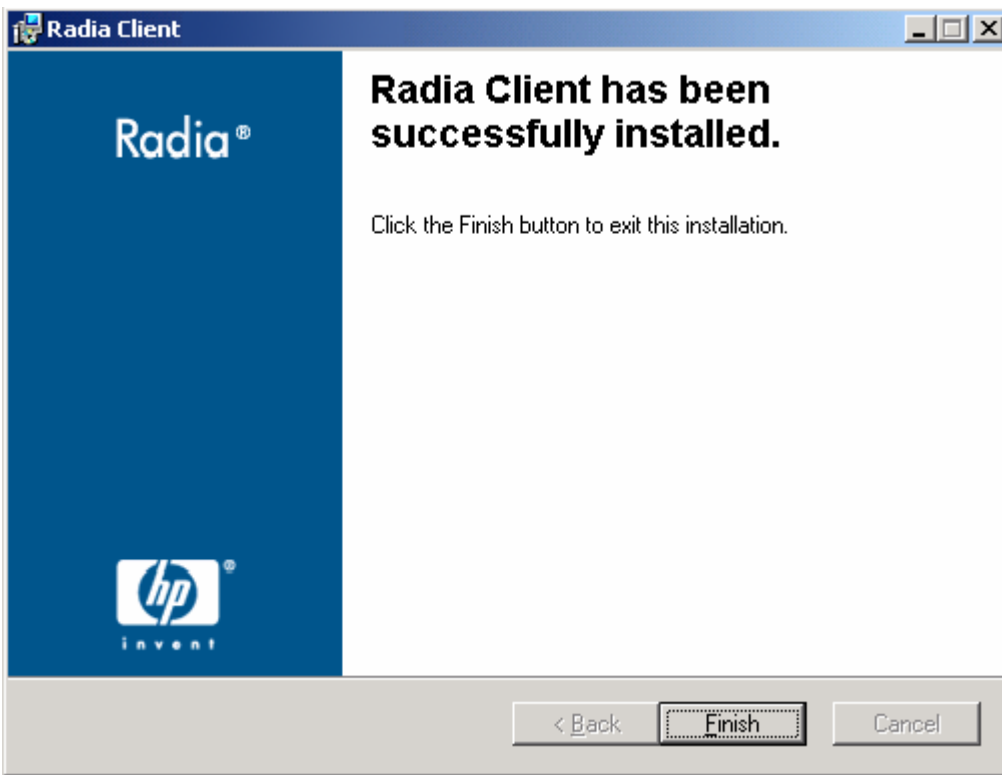 Radia Client
Radia®
Radia Client has been
successfully installed.
Click the Finish button to exit this installation.
hp®
invent
< Back
Finish
Cancel